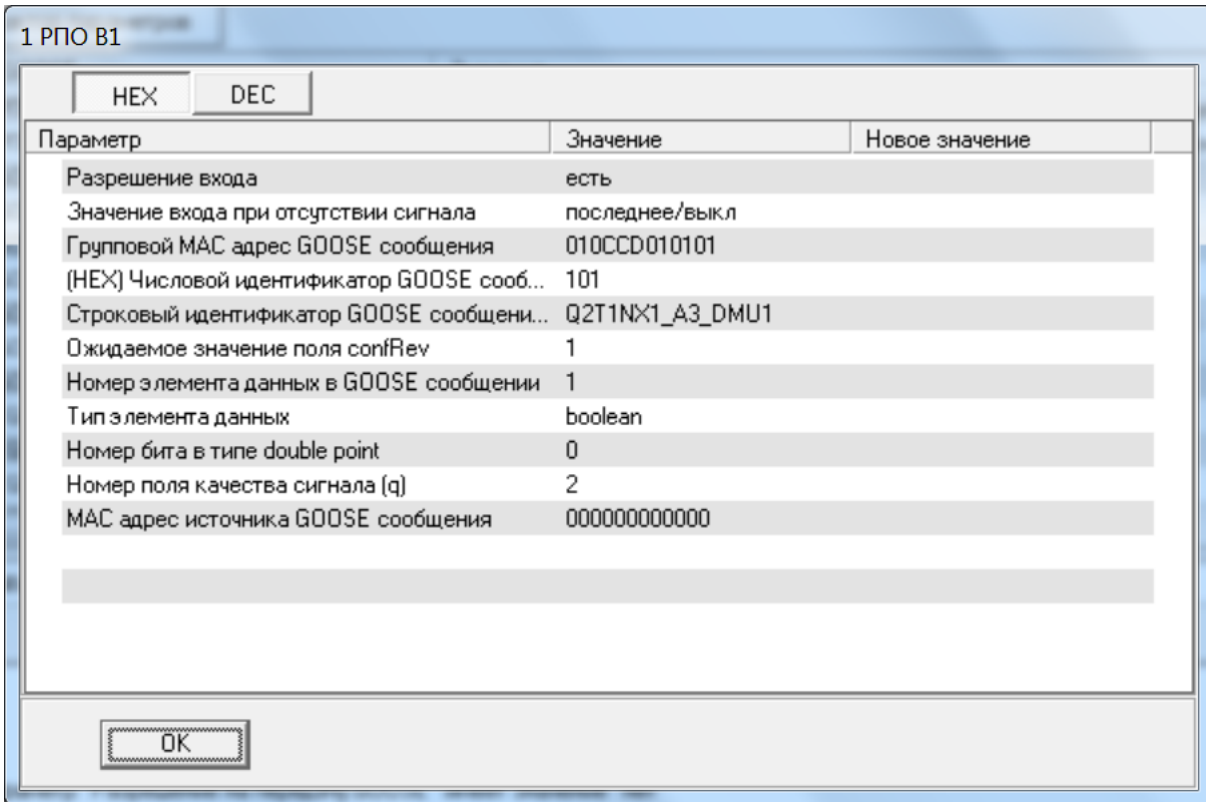 1 РПО В1
HEX DEC
Параметр Значение Новое значение
Разрешение входа есть
Значение входа при отсутствии сигнала последнее/выкл
Групповой MAC адрес GOOSE сообщения 010CCD010101
(HEX) Числовой идентификатор GOOSE сооб... 101
Строковый идентификатор GOOSE сообщени... Q2T1NX1_A3_DMU1
Ожидаемое значение поля confRev 1
Номер элемента данных в GOOSE сообщении 1
Тип элемента данных boolean
Номер бита в типе double point 0
Номер поля качества сигнала (q) 2
MAC адрес источника GOOSE сообщения 000000000000
OK